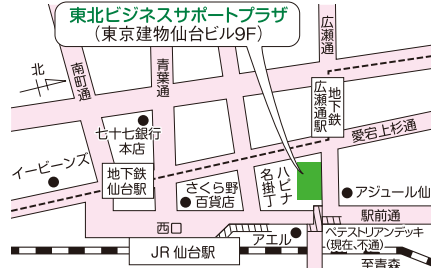 東北ビジネスサポートプラザ
(東京建物仙台ビル9F)
広瀬通
北
南町通
青葉通
地下鉄
広瀬通駅
愛宕上杉通
七十七銀行
本店
イービーンズ
地下鉄
仙台駅
さくら野
百貨店
ハピナ
名掛丁
アジュール仙
西口
駅前通
アエル
ペデストリアンデッキ
(現在、不通)
JR 仙台駅
至青森